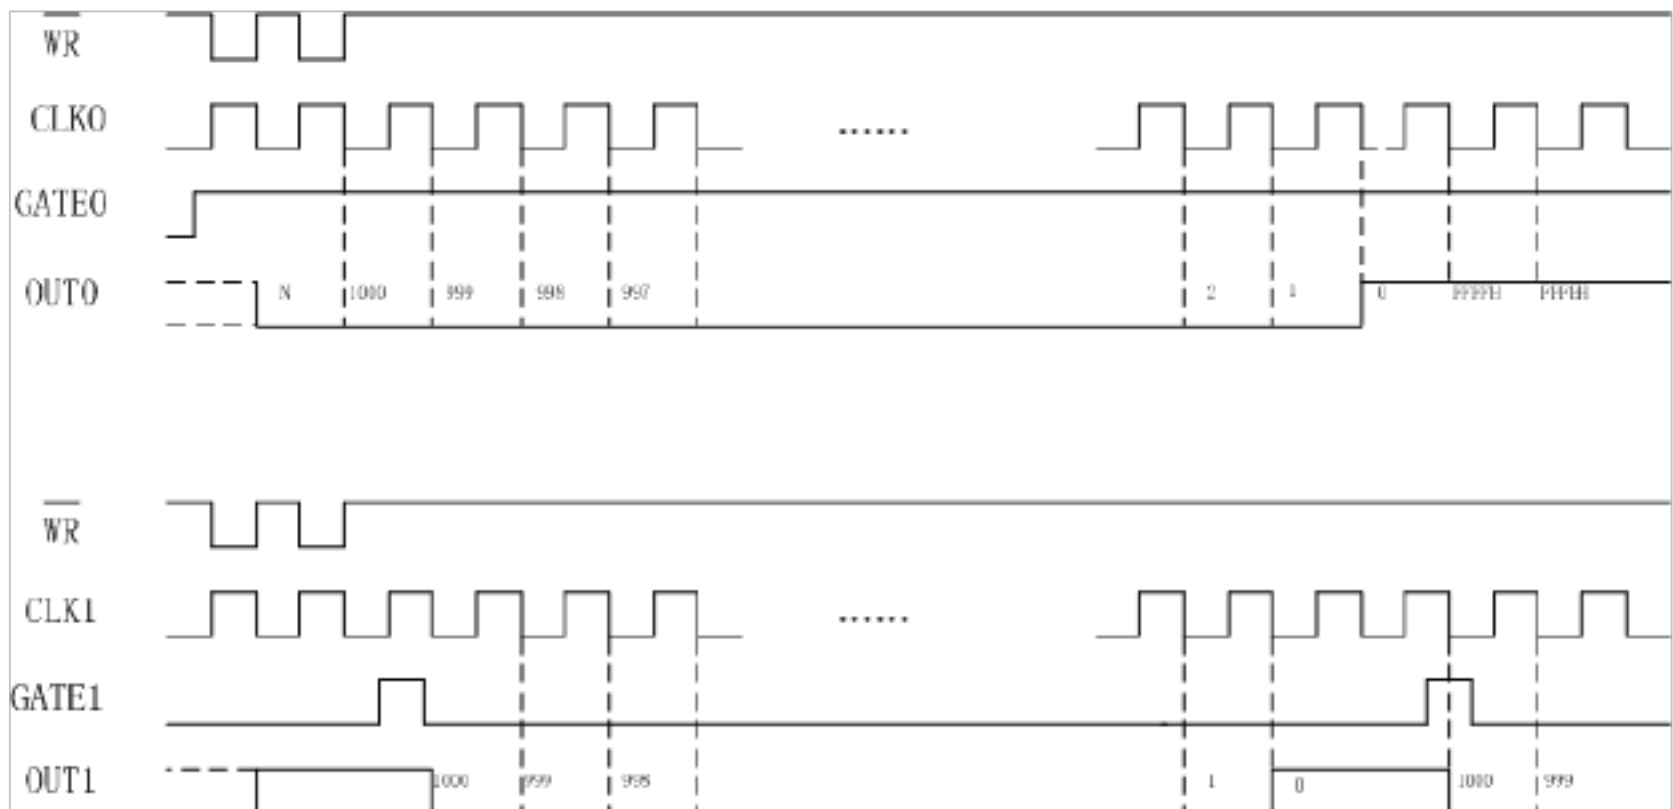 WR
CLK0
......
GATE0
OUT0 N 1000 999 998 997 2 1 0 FFFFH
WR
CLK1
......
GATE1
OUT1 1000 999 998 1 0 1000 999